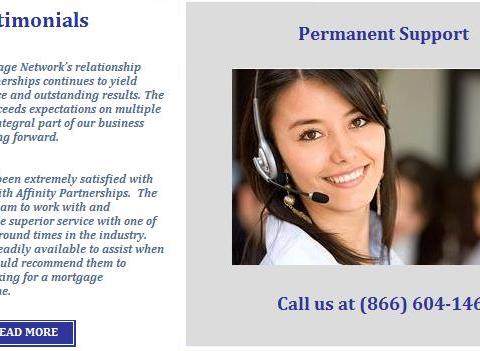 timonials
age Network's relationship
nerships continues to yield
ce and outstanding results. The
ceeds expectations on multiple
ntegral part of our business
ng forward.
been extremely satisfied with
ith Affinity Partnerships. The
am to work with and
e superior service with one of
round times in the industry.
eadily available to assist when
uld recommend them to
king for a mortgage
ne.
EAD MORE
Permanent Support
Call us at (866) 604-146